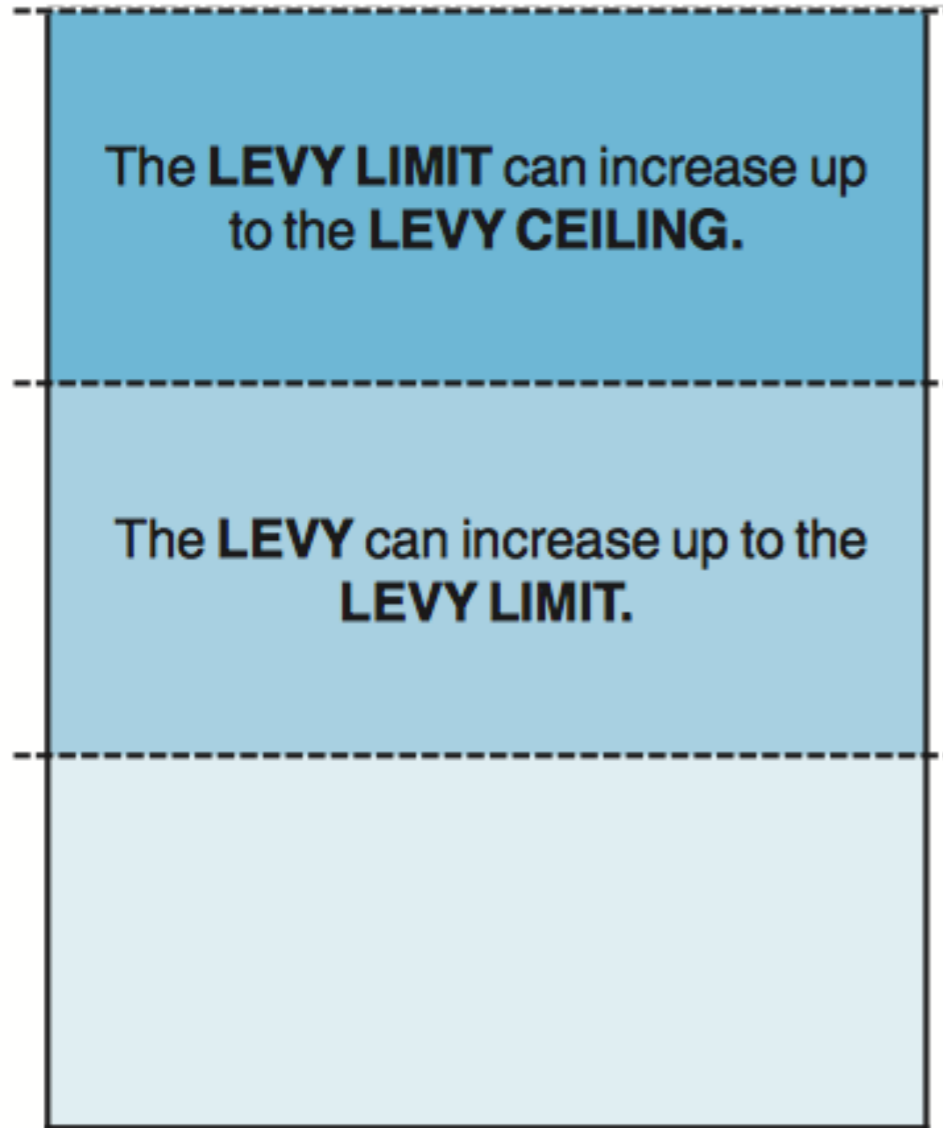 The LEVY LIMIT can increase up
to the LEVY CEILING.
The LEVY can increase up to the
LEVY LIMIT.